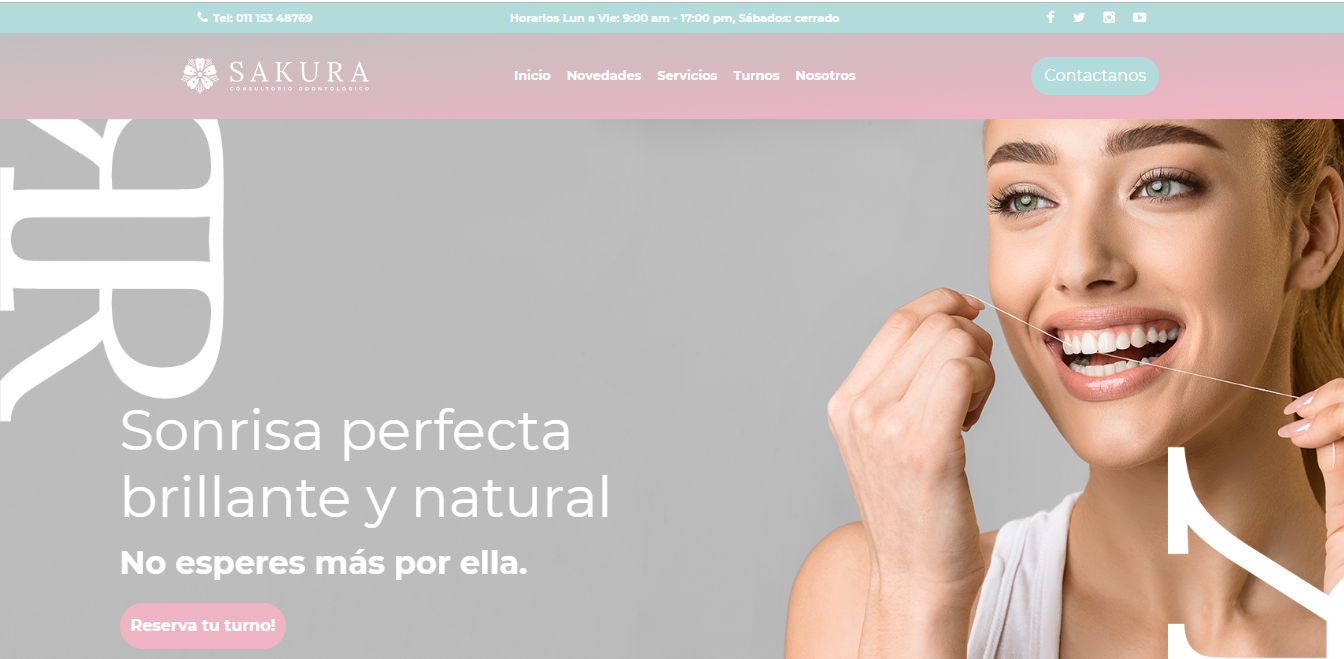 Tel: 011 153 48769
Horarios Lun a Vie: 9:00 am - 17:00 pm, Sábados: cerrado
SAKURA
CONSULTORIO ODONTOLÓGICO
Inicio Novedades Servicios Turnos Nosotros
Contactanos
UR
Sonrisa perfecta
brillante y natural
No esperes más por ella.
Reserva tu turno!